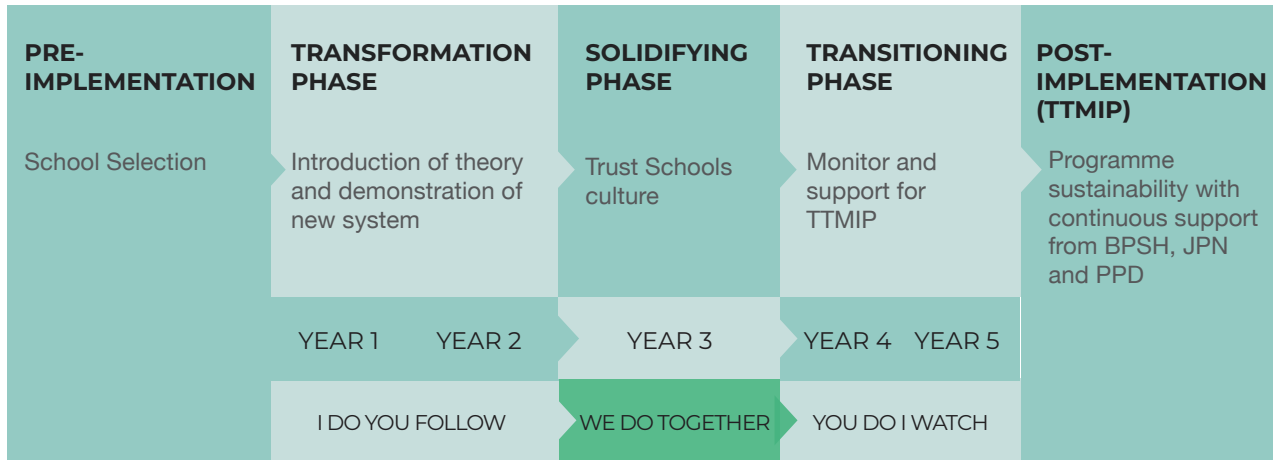 PRE-
IMPLEMENTATION
School Selection
TRANSFORMATION
PHASE
Introduction of theory
and demonstration of
new system
SOLIDIFYING
PHASE
Trust Schools
culture
TRANSITIONING
PHASE
Monitor and
support for
TTMIP
POST-
IMPLEMENTATION
(TTMIP)
Programme
sustainability with
continuous support
from BPSH, JPN
and PPD
YEAR 1 YEAR 2 YEAR 3 YEAR 4 YEAR 5
I DO YOU FOLLOW WE DO TOGETHER YOU DO I WATCH